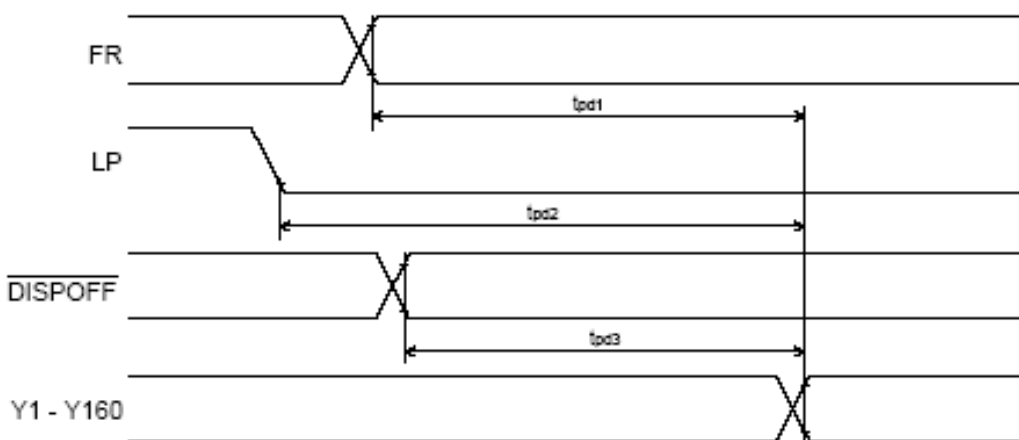 FR
tpd1
LP
tpd2
DISPOFF
tpd3
Y1 - Y160